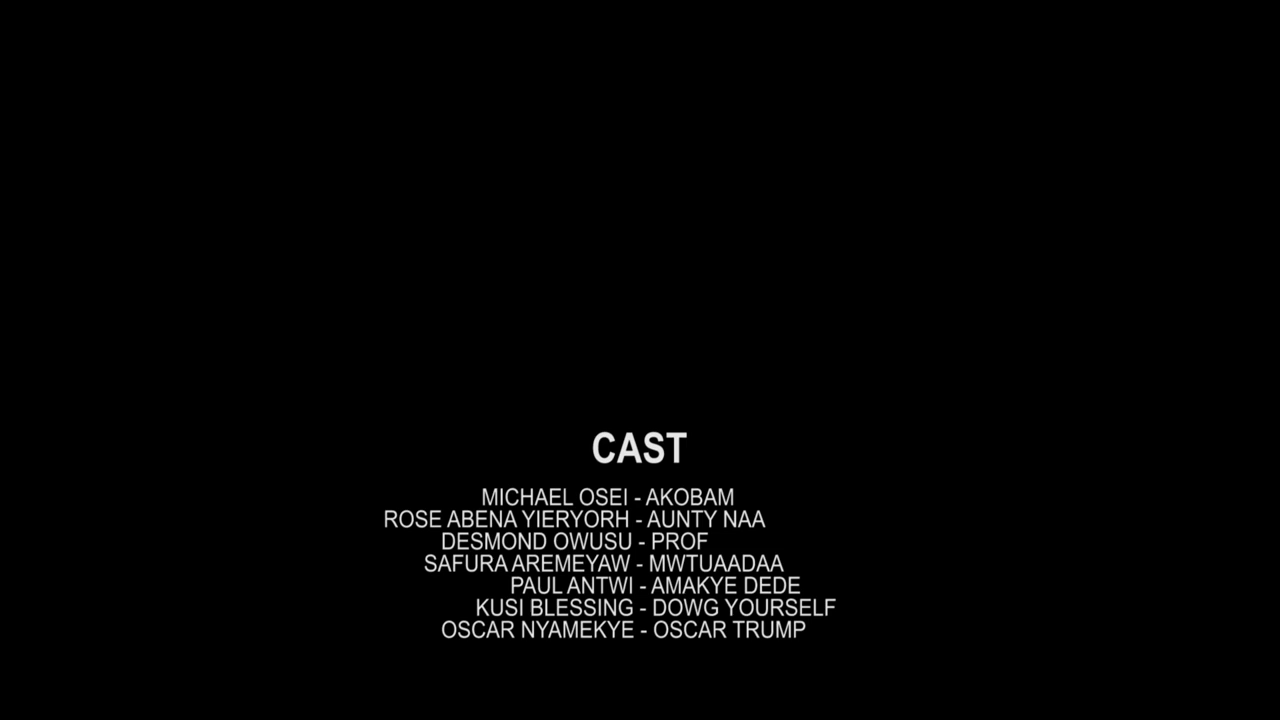 CAST
MICHAEL OSEI - AKOBAM
ROSE ABENA YIERYORH - AUNTY NAA
DESMOND OWUSU - PROF
SAFURA AREMEYAW - MWTUAADAA
PAUL ANTWI - AMAKYE DEDE
KUSI BLESSING - DOWG YOURSELF
OSCAR NYAMEKYE - OSCAR TRUMP